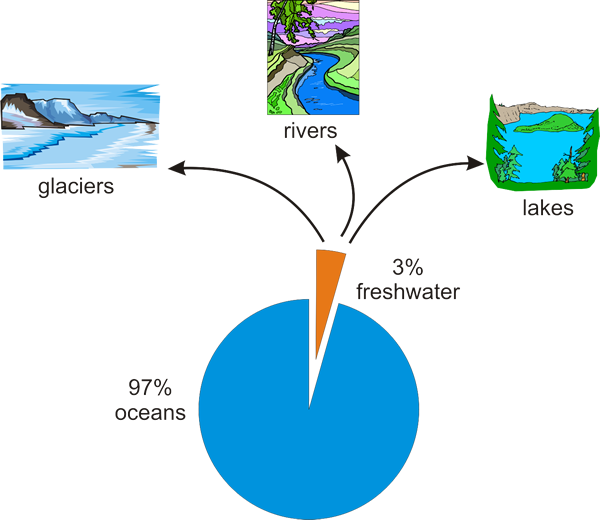 rivers
glaciers
lakes
3%
freshwater
97%
oceans